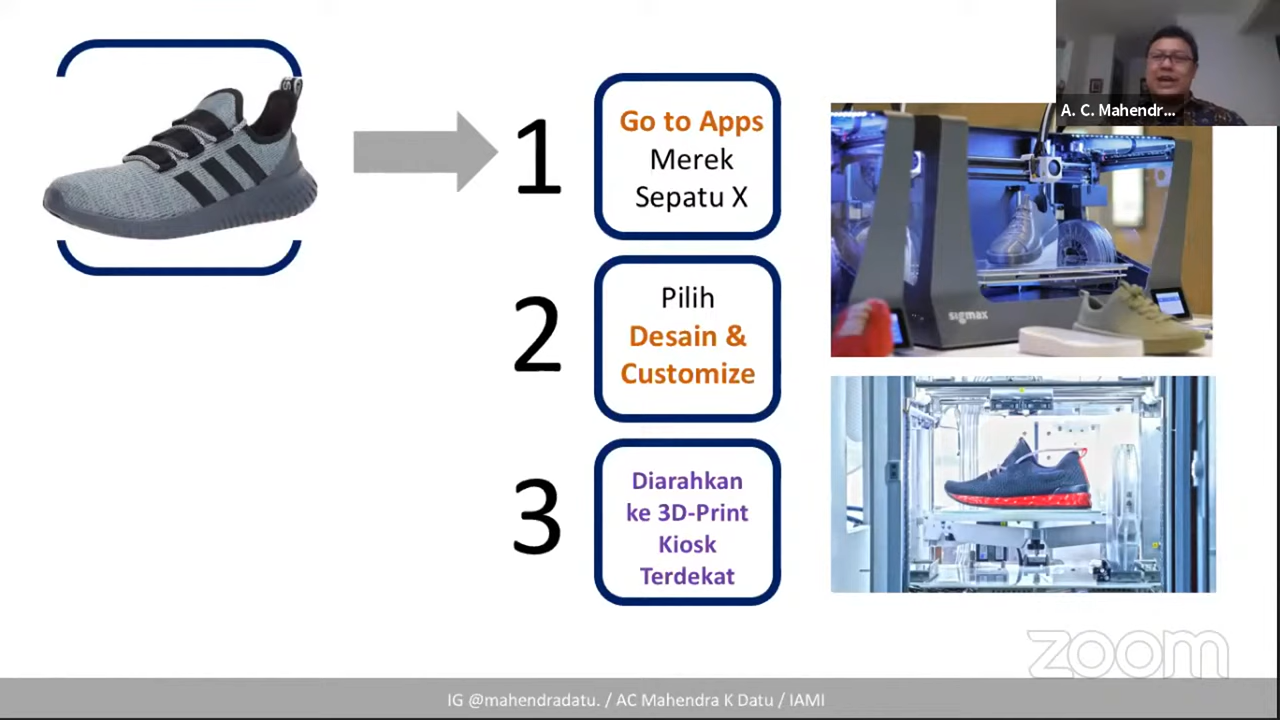 A. C. Mahendr...
1
Go to Apps
Merek
Sepatu X
2
Pilih
Desain &
Customize
3
Diarahkan
ke 3D-Print
Kiosk
Terdekat
sigmax
zoom
IG @mahendradatu. / AC Mahendra K Datu / IAMI